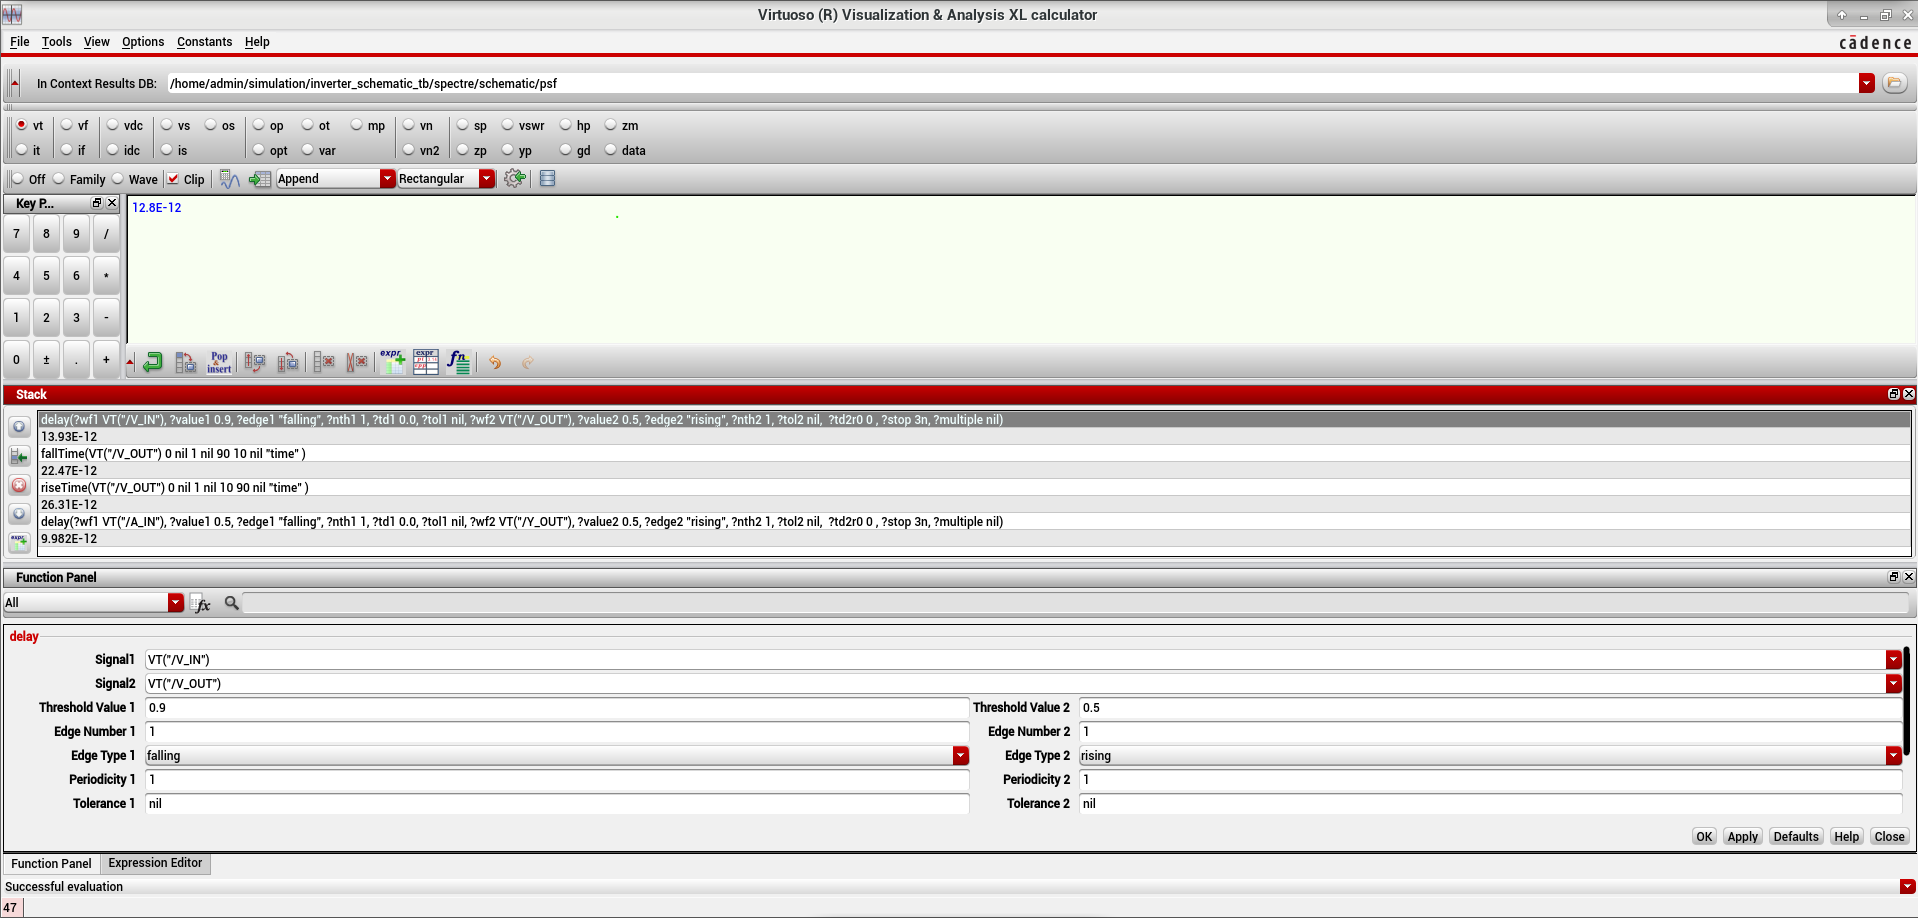 Virtuoso (R) Visualization & Analysis XL calculator
File Tools View Options Constants Help
cādence
In Context Results DB: /home/admin/simulation/inverter_schematic_tb/spectre/schematic/psf
vt vf vdc vs os op ot mp vn sp vswr hp zm
it if idc is opt var vn2 zp yp gd data
Off Family Wave Clip Append Rectangular
Key P...
12.8E-12
7 8 9 /
4 5 6 *
1 2 3 -
0 ± . +
Pop & insert expr expr fn
Stack
delay(?wf1 VT("/V_IN"), ?value1 0.9, ?edge1 "falling", ?nth1 1, ?td1 0.0, ?tol1 nil, ?wf2 VT("/V_OUT"), ?value2 0.5, ?edge2 "rising", ?nth2 1, ?tol2 nil,  ?td2r0 0 , ?stop 3n, ?multiple nil)
13.93E-12
fallTime(VT("/V_OUT") 0 nil 1 nil 90 10 nil "time" )
22.47E-12
riseTime(VT("/V_OUT") 0 nil 1 nil 10 90 nil "time" )
26.31E-12
delay(?wf1 VT("/A_IN"), ?value1 0.5, ?edge1 "falling", ?nth1 1, ?td1 0.0, ?tol1 nil, ?wf2 VT("/Y_OUT"), ?value2 0.5, ?edge2 "rising", ?nth2 1, ?tol2 nil,  ?td2r0 0 , ?stop 3n, ?multiple nil)
9.982E-12
expr
Function Panel
All fx
delay
Signal1 VT("/V_IN")
Signal2 VT("/V_OUT")
Threshold Value 1 0.9 Threshold Value 2 0.5
Edge Number 1 1 Edge Number 2 1
Edge Type 1 falling Edge Type 2 rising
Periodicity 1 1 Periodicity 2 1
Tolerance 1 nil Tolerance 2 nil
OK Apply Defaults Help Close
Function Panel Expression Editor
Successful evaluation
47